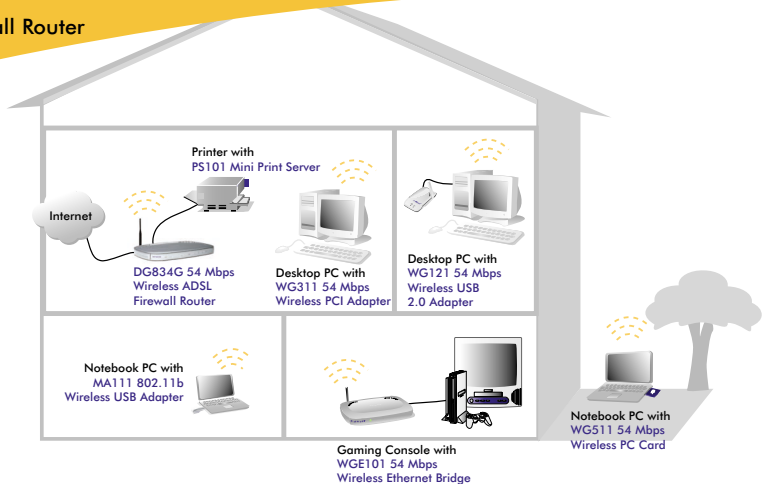 all Router
Printer with
PS101 Mini Print Server
Internet
DG834G 54 Mbps
Wireless ADSL
Firewall Router
Desktop PC with
WG311 54 Mbps
Wireless PCI Adapter
Desktop PC with
WG121 54 Mbps
Wireless USB
2.0 Adapter
Notebook PC with
MA111 802.11b
Wireless USB Adapter
Gaming Console with
WGE101 54 Mbps
Wireless Ethernet Bridge
Notebook PC with
WG511 54 Mbps
Wireless PC Card